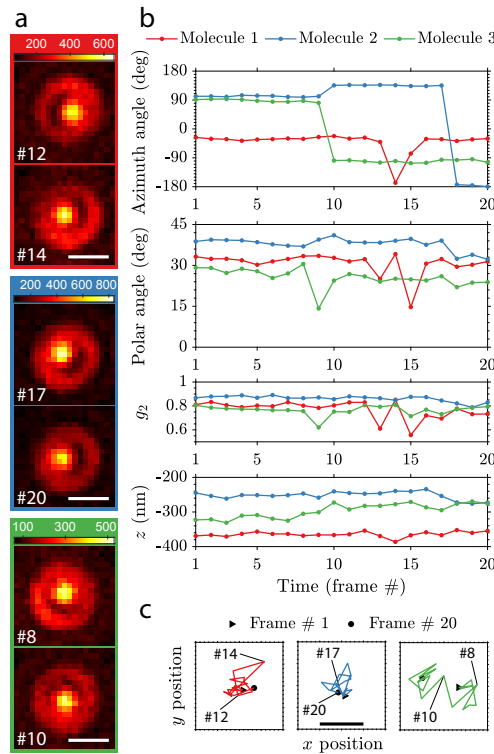 a
200 400 600
#12
#14
200 400 600 800
#17
#20
100 300 500
#8
#10
b
Molecule 1 Molecule 2 Molecule 3
Azimuth angle (deg)
180
90
0
-90
-180
1 5 10 15 20
Polar angle (deg)
45
30
15
0
1 5 10 15 20
g2
1
0.8
0.6
1 5 10 15 20
z (nm)
-200
-300
-400
1 5 10 15 20
Time (frame #)
c
Frame # 1 Frame # 20
y position
#14
#12
#17
#20
#8
#10
x position